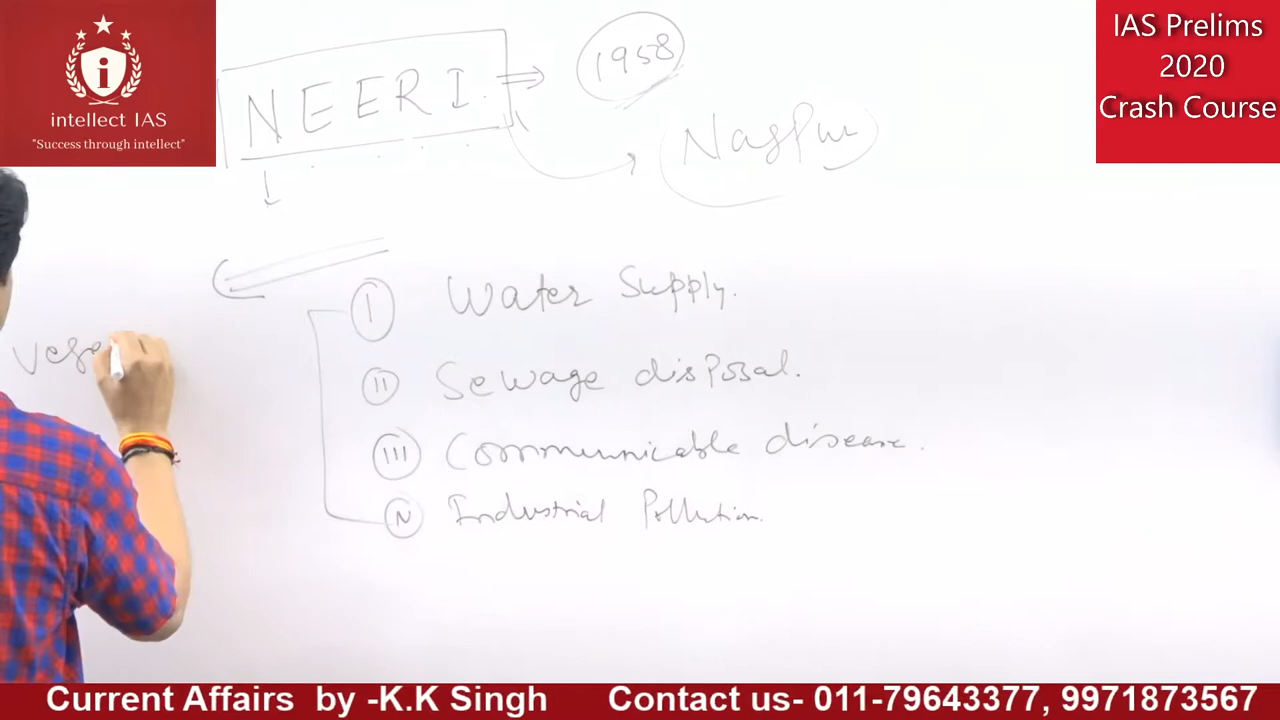 intellect IAS
"Success through intellect"
IAS Prelims
2020
Crash Course
NEERI
1958
Nagpur
I Water Supply.
II Sewage disposal.
III Communicable disease.
IV Industrial Pollution.
Current Affairs by -K.K Singh Contact us- 011-79643377, 9971873567